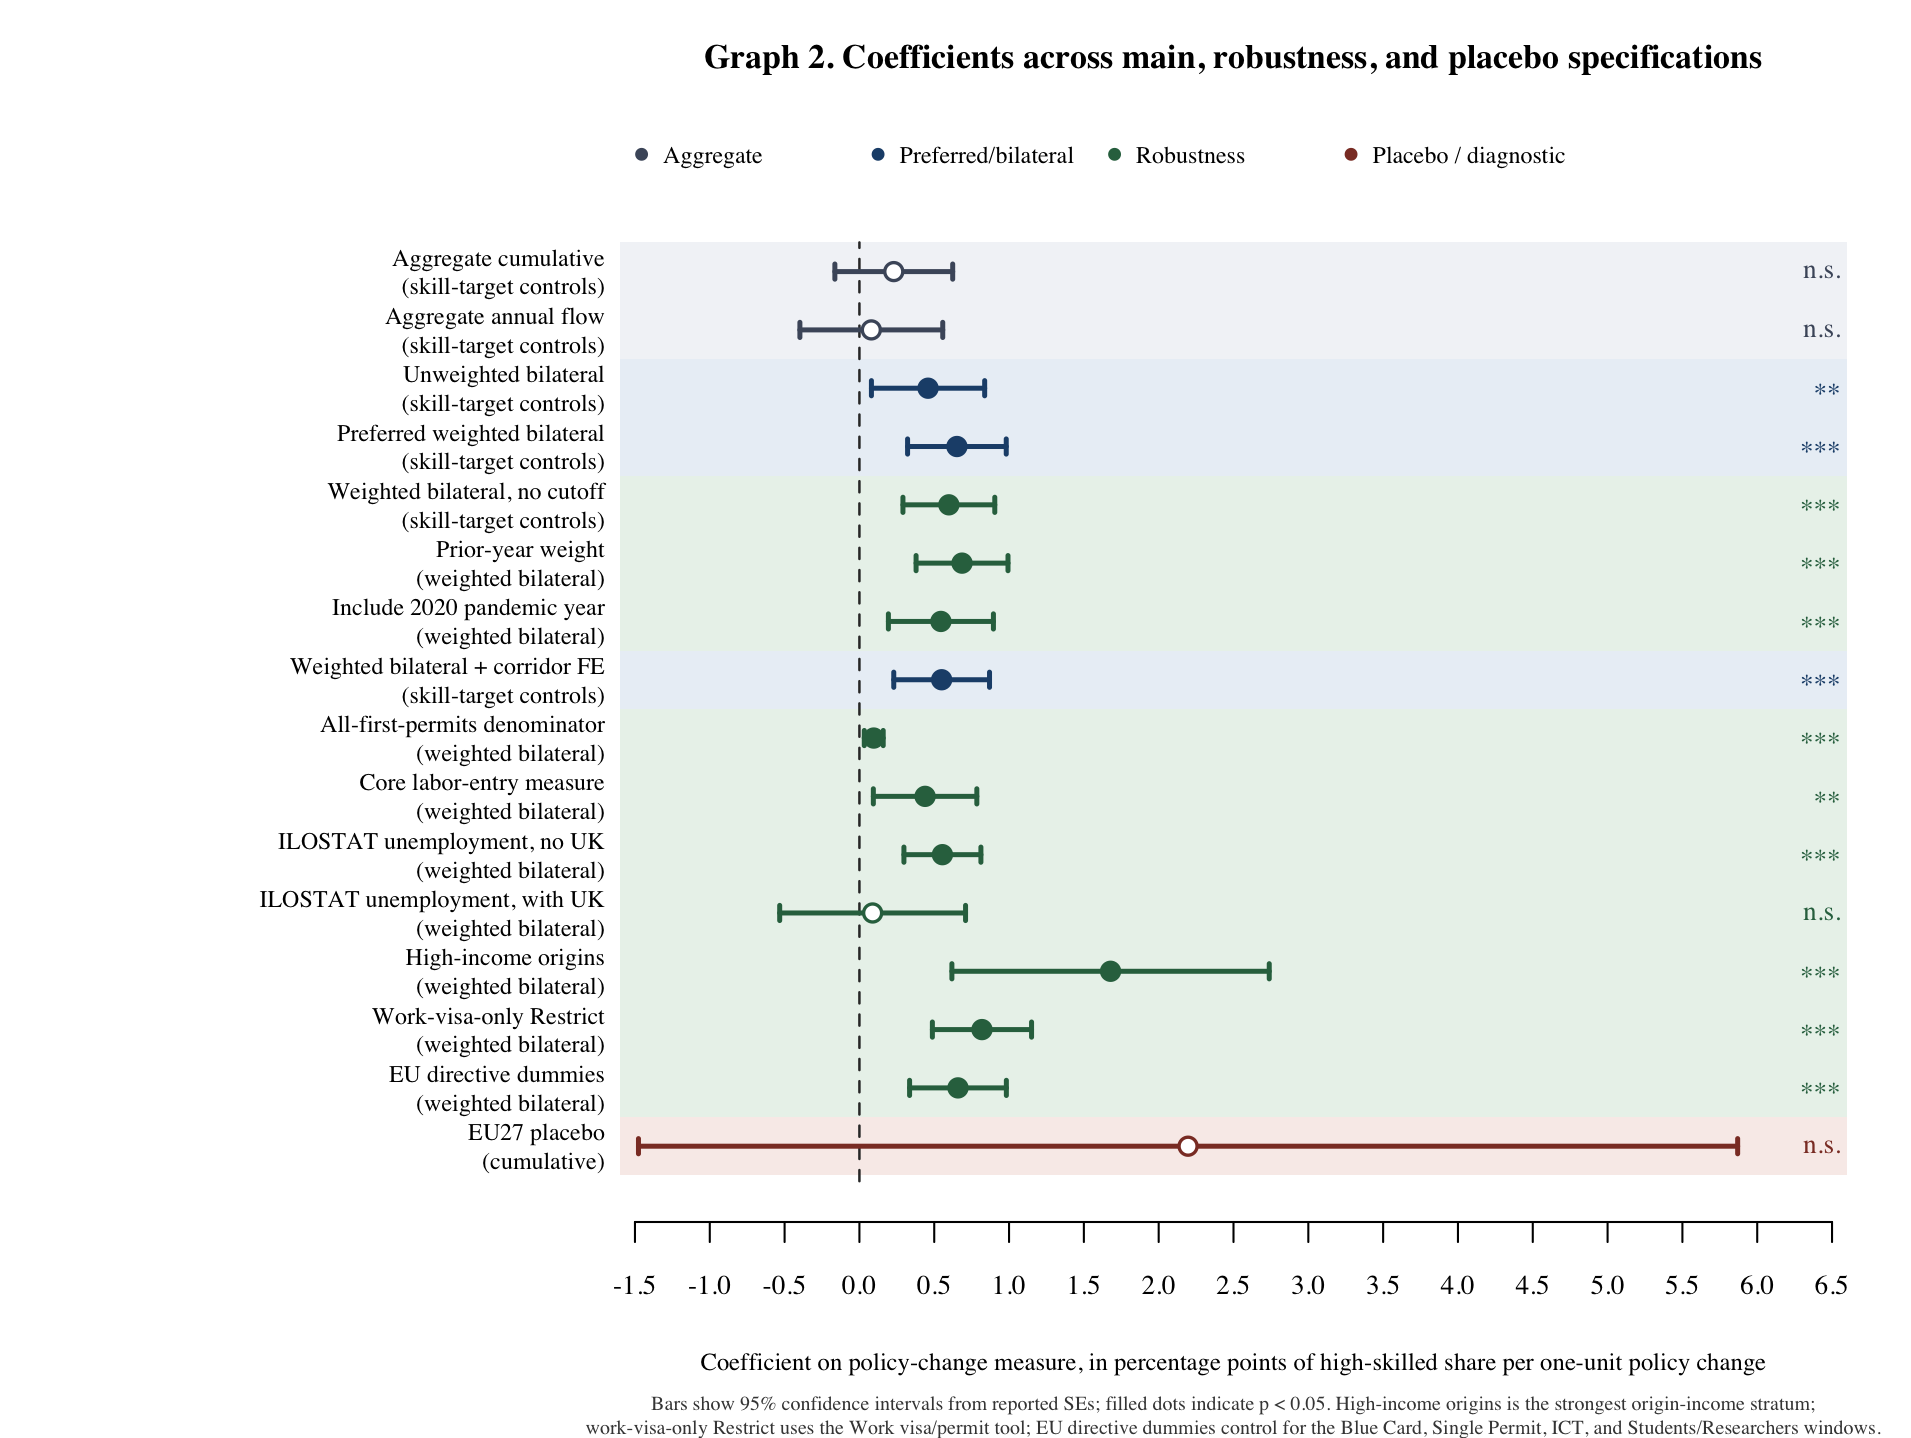 Graph 2. Coefficients across main, robustness, and placebo specifications
Aggregate
Preferred/bilateral
Robustness
Placebo / diagnostic
Aggregate cumulative
(skill-target controls)
n.s.
Aggregate annual flow
(skill-target controls)
n.s.
Unweighted bilateral
(skill-target controls)
**
Preferred weighted bilateral
(skill-target controls)
***
Weighted bilateral, no cutoff
(skill-target controls)
***
Prior-year weight
(weighted bilateral)
***
Include 2020 pandemic year
(weighted bilateral)
***
Weighted bilateral + corridor FE
(skill-target controls)
***
All-first-permits denominator
(weighted bilateral)
***
Core labor-entry measure
(weighted bilateral)
**
ILOSTAT unemployment, no UK
(weighted bilateral)
***
ILOSTAT unemployment, with UK
(weighted bilateral)
n.s.
High-income origins
(weighted bilateral)
***
Work-visa-only Restrict
(weighted bilateral)
***
EU directive dummies
(weighted bilateral)
***
EU27 placebo
(cumulative)
n.s.
-1.5 -1.0 -0.5 0.0 0.5 1.0 1.5 2.0 2.5 3.0 3.5 4.0 4.5 5.0 5.5 6.0 6.5
Coefficient on policy-change measure, in percentage points of high-skilled share per one-unit policy change
Bars show 95% confidence intervals from reported SEs; filled dots indicate p < 0.05. High-income origins is the strongest origin-income stratum;
work-visa-only Restrict uses the Work visa/permit tool; EU directive dummies control for the Blue Card, Single Permit, ICT, and Students/Researchers windows.